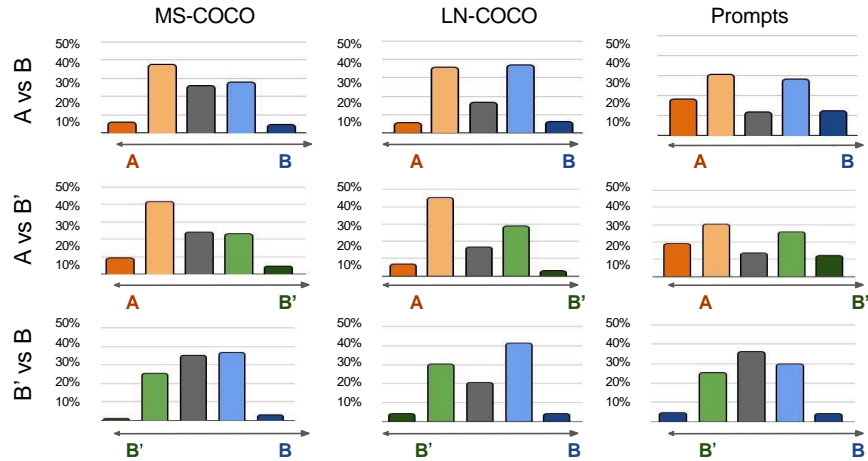 MS-COCO LN-COCO Prompts
A vs B
50% 50% 50%
40% 40% 40%
30% 30% 30%
20% 20% 20%
10% 10% 10%
A B A B A B
A vs B'
50% 50% 50%
40% 40% 40%
30% 30% 30%
20% 20% 20%
10% 10% 10%
A B' A B' A B'
B' vs B
50% 50% 50%
40% 40% 40%
30% 30% 30%
20% 20% 20%
10% 10% 10%
B' B B' B B' B